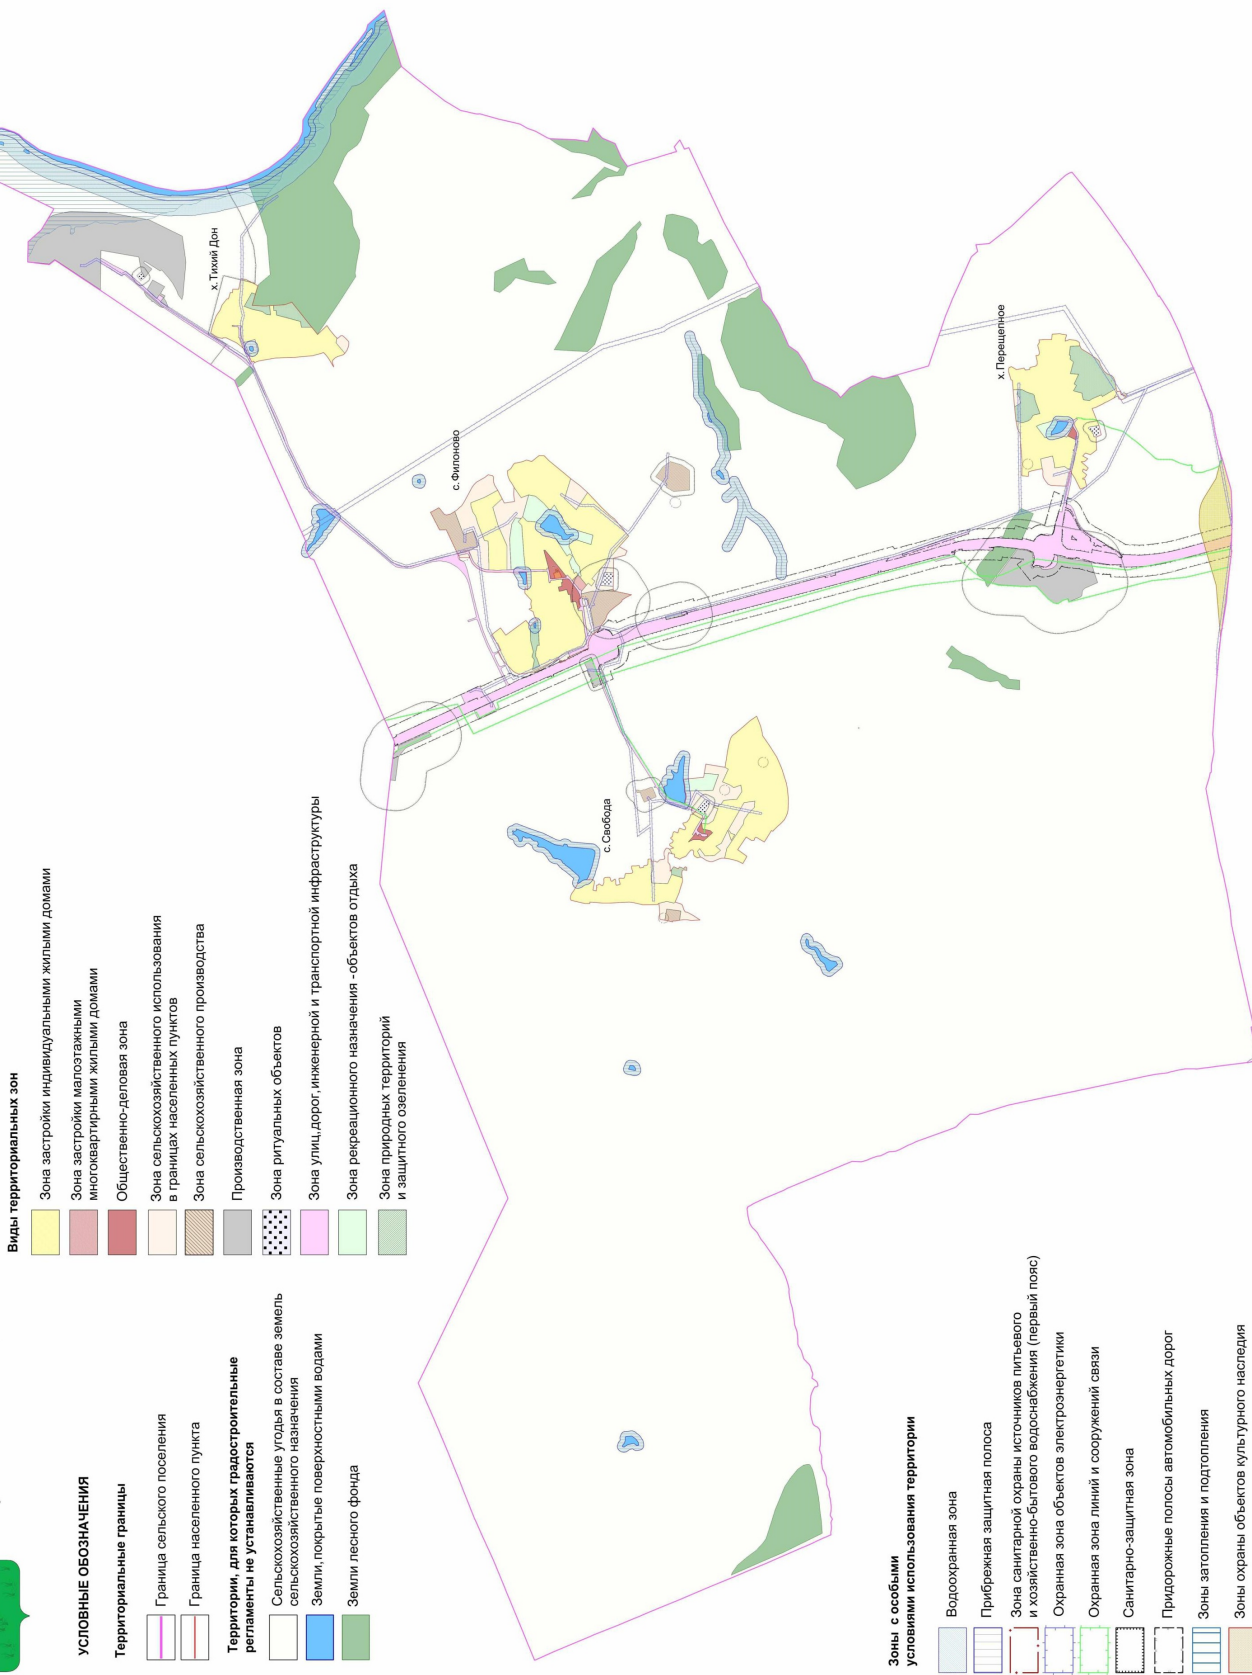 УСЛОВНЫЕ ОБОЗНАЧЕНИЯ
Территориальные границы
Граница сельского поселения
Граница населенного пункта
Территории, для которых градостроительные
регламенты не устанавливаются
Сельскохозяйственные угодья в составе земель
сельскохозяйственного назначения
Земли, покрытые поверхностными водами
Земли лесного фонда
Виды территориальных зон
Зона застройки индивидуальными жилыми домами
Зона застройки малоэтажными
многоквартирными жилыми домами
Общественно-деловая зона
Зона сельскохозяйственного использования
в границах населенных пунктов
Зона сельскохозяйственного производства
Производственная зона
Зона ритуальных объектов
Зона улиц, дорог, инженерной и транспортной инфраструктуры
Зона рекреационного назначения - объектов отдыха
Зона природных территорий
и защитного озеленения
Зоны с особыми
условиями использования территории
Водоохранная зона
Прибрежная защитная полоса
Зона санитарной охраны источников питьевого
и хозяйственно-бытового водоснабжения (первый пояс)
Охранная зона объектов электроэнергетики
Охранная зона линий и сооружений связи
Санитарно-защитная зона
Придорожные полосы автомобильных дорог
Зоны затопления и подтопления
Зоны охраны объектов культурного наследия
с.Свобода
с.Филоново
х.Тихий Дон
х.Перещепное